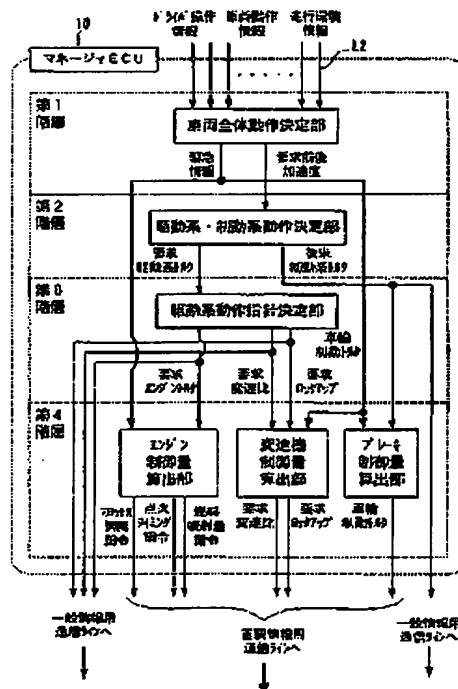 ドライバ操作
情報
車両動作
情報
走行環境
情報
10
マネージャECU
L2
第1
階層
車両全体動作決定部
緊急
情報
要求前後
加速度
第2
階層
駆動系・制動系動作決定部
要求
駆動系トルク
要求
制動系トルク
階層
駆動系動作指針決定部
車輪
制動トルク
要求
エンジントルク
要求
変速比
要求
ロックアップ
第4
階層
エンジン
制御量
算出部
変速機
制御量
算出部
ブレーキ
制御量
算出部
指令
点火
タイミング
指令
燃料
噴射量
指令
要求
変速比
要求
ロックアップ
車輪
制動トルク
一般情報用
通信ラインへ
通信ラインへ
一般情報用
通信ラインへ